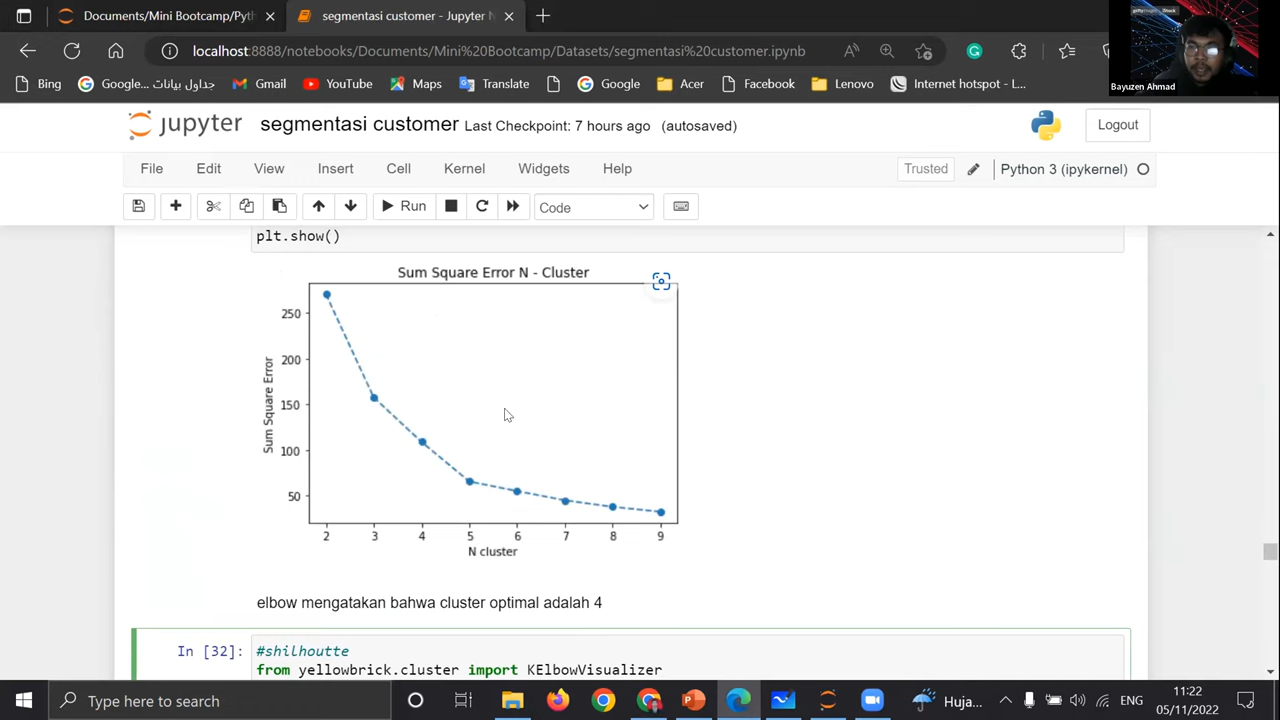 Documents/Mini Bootcamp/Pyth
segmentasi customer - Jupyter N
localhost:8888/notebooks/Documents/Mini%20Bootcamp/Datasets/segmentasi%20customer.ipynb
Bing
Google... جداول بيانات
Gmail
YouTube
Maps
Translate
Google
Acer
Facebook
Lenovo
Internet hotspot - L...
gettyimages iStock
Bayuzen Ahmad
jupyter segmentasi customer Last Checkpoint: 7 hours ago (autosaved)
Logout
File Edit View Insert Cell Kernel Widgets Help
Trusted
Python 3 (ipykernel)
Run
Code
plt.show()
Sum Square Error N - Cluster
Sum Square Error
250
200
150
100
50
2 3 4 5 6 7 8 9
N cluster
elbow mengatakan bahwa cluster optimal adalah 4
In [32]: #shilhoutte
from yellowbrick.cluster import KElbowVisualizer
Type here to search
Huja...
ENG
11:22
05/11/2022